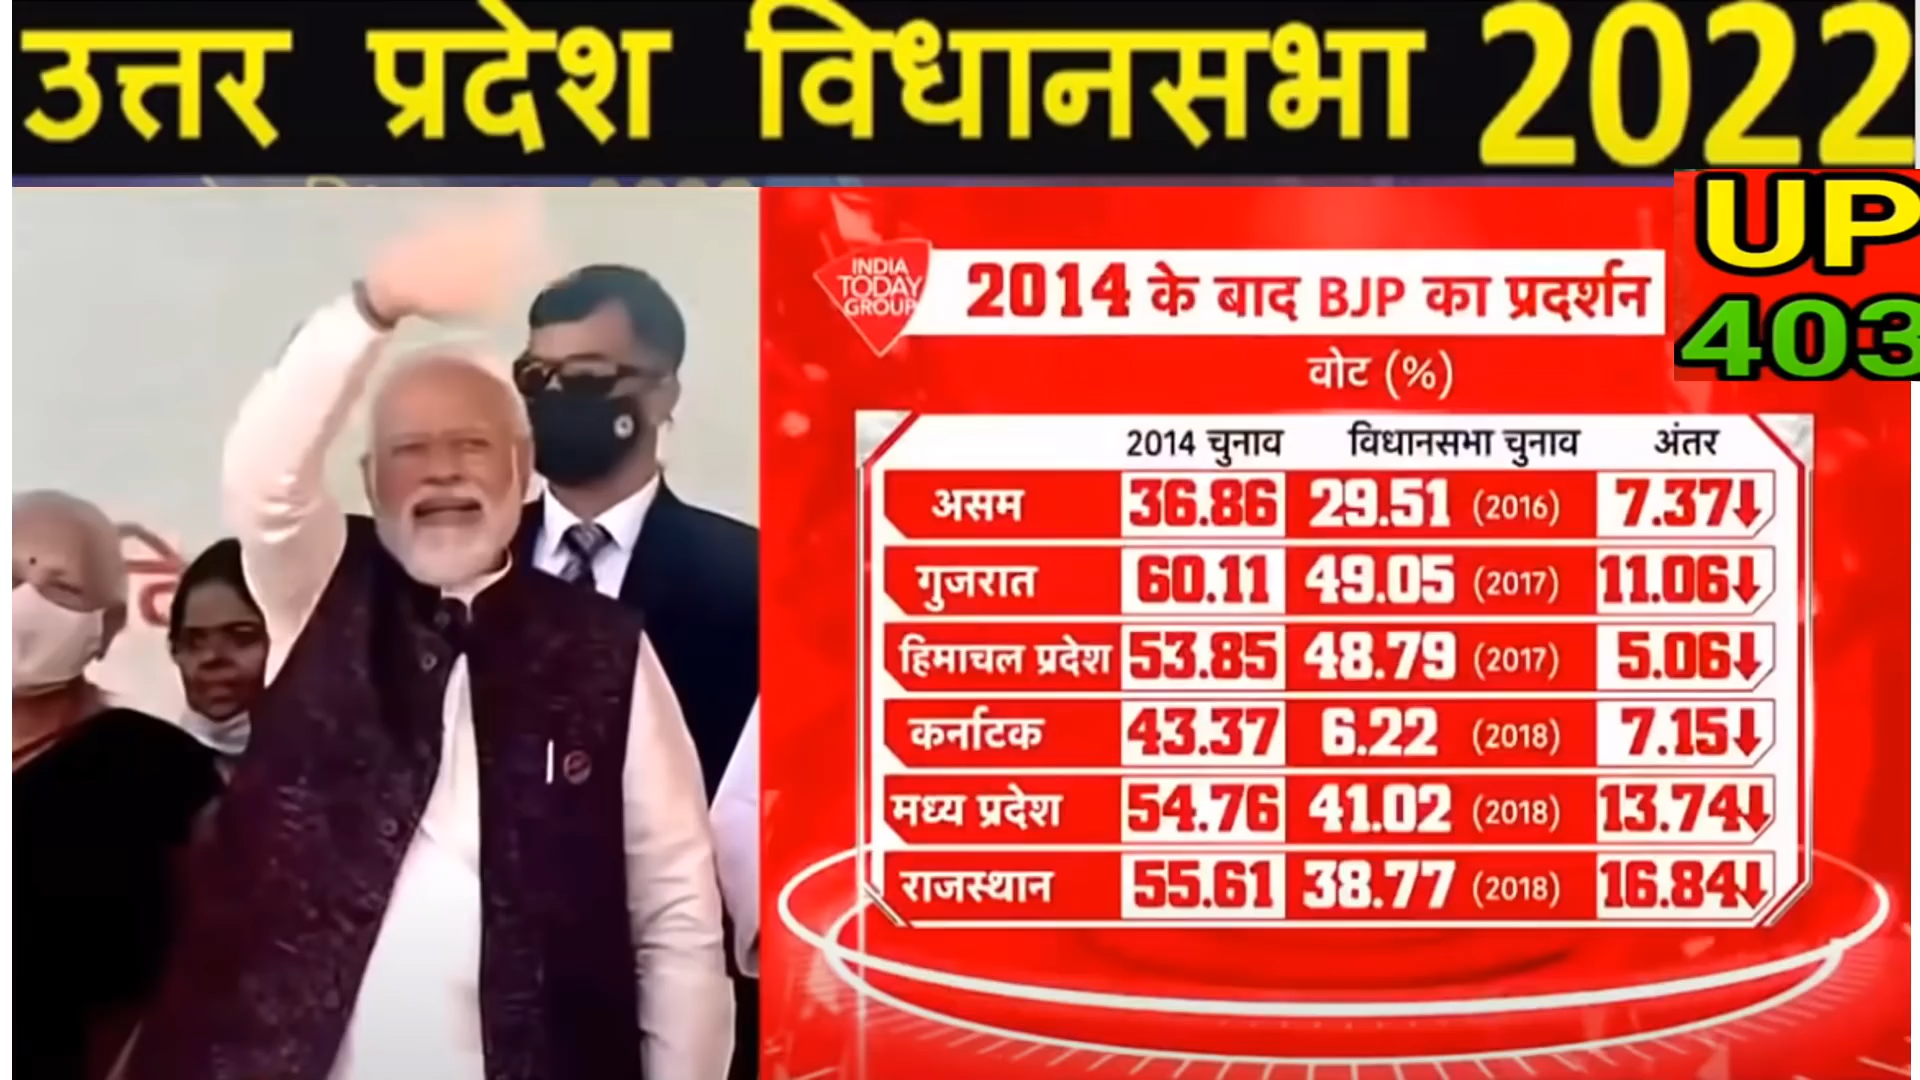 उत्तर प्रदेश विधानसभा 2022
UP
403
INDIA
TODAY
GROUP
2014 के बाद BJP का प्रदर्शन
वोट (%)
2014 चुनाव विधानसभा चुनाव अंतर
असम 36.86 29.51 (2016) 7.37↓
गुजरात 60.11 49.05 (2017) 11.06↓
हिमाचल प्रदेश 53.85 48.79 (2017) 5.06↓
कर्नाटक 43.37 6.22 (2018) 7.15↓
मध्य प्रदेश 54.76 41.02 (2018) 13.74↓
राजस्थान 55.61 38.77 (2018) 16.84↓